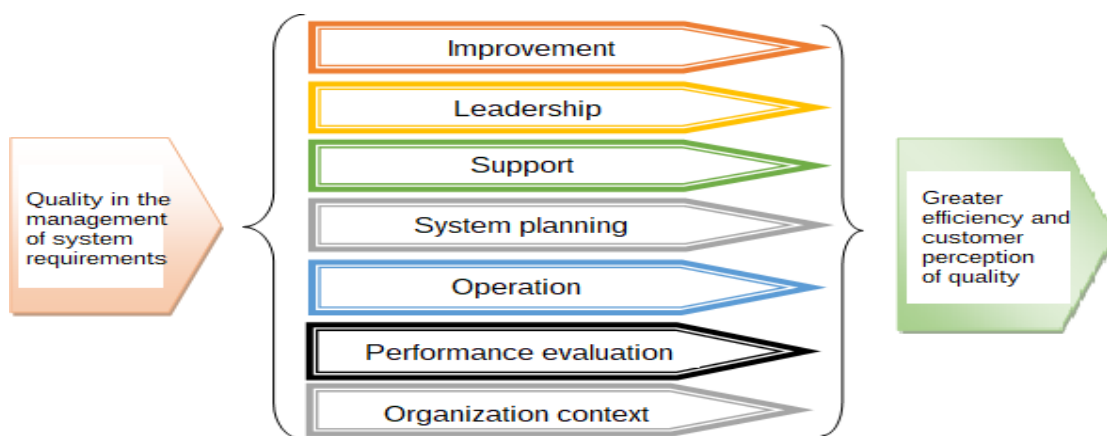 Quality in the
management
of system
requirements
Improvement
Leadership
Support
System planning
Operation
Performance evaluation
Organization context
Greater
efficiency and
customer
perception
of quality